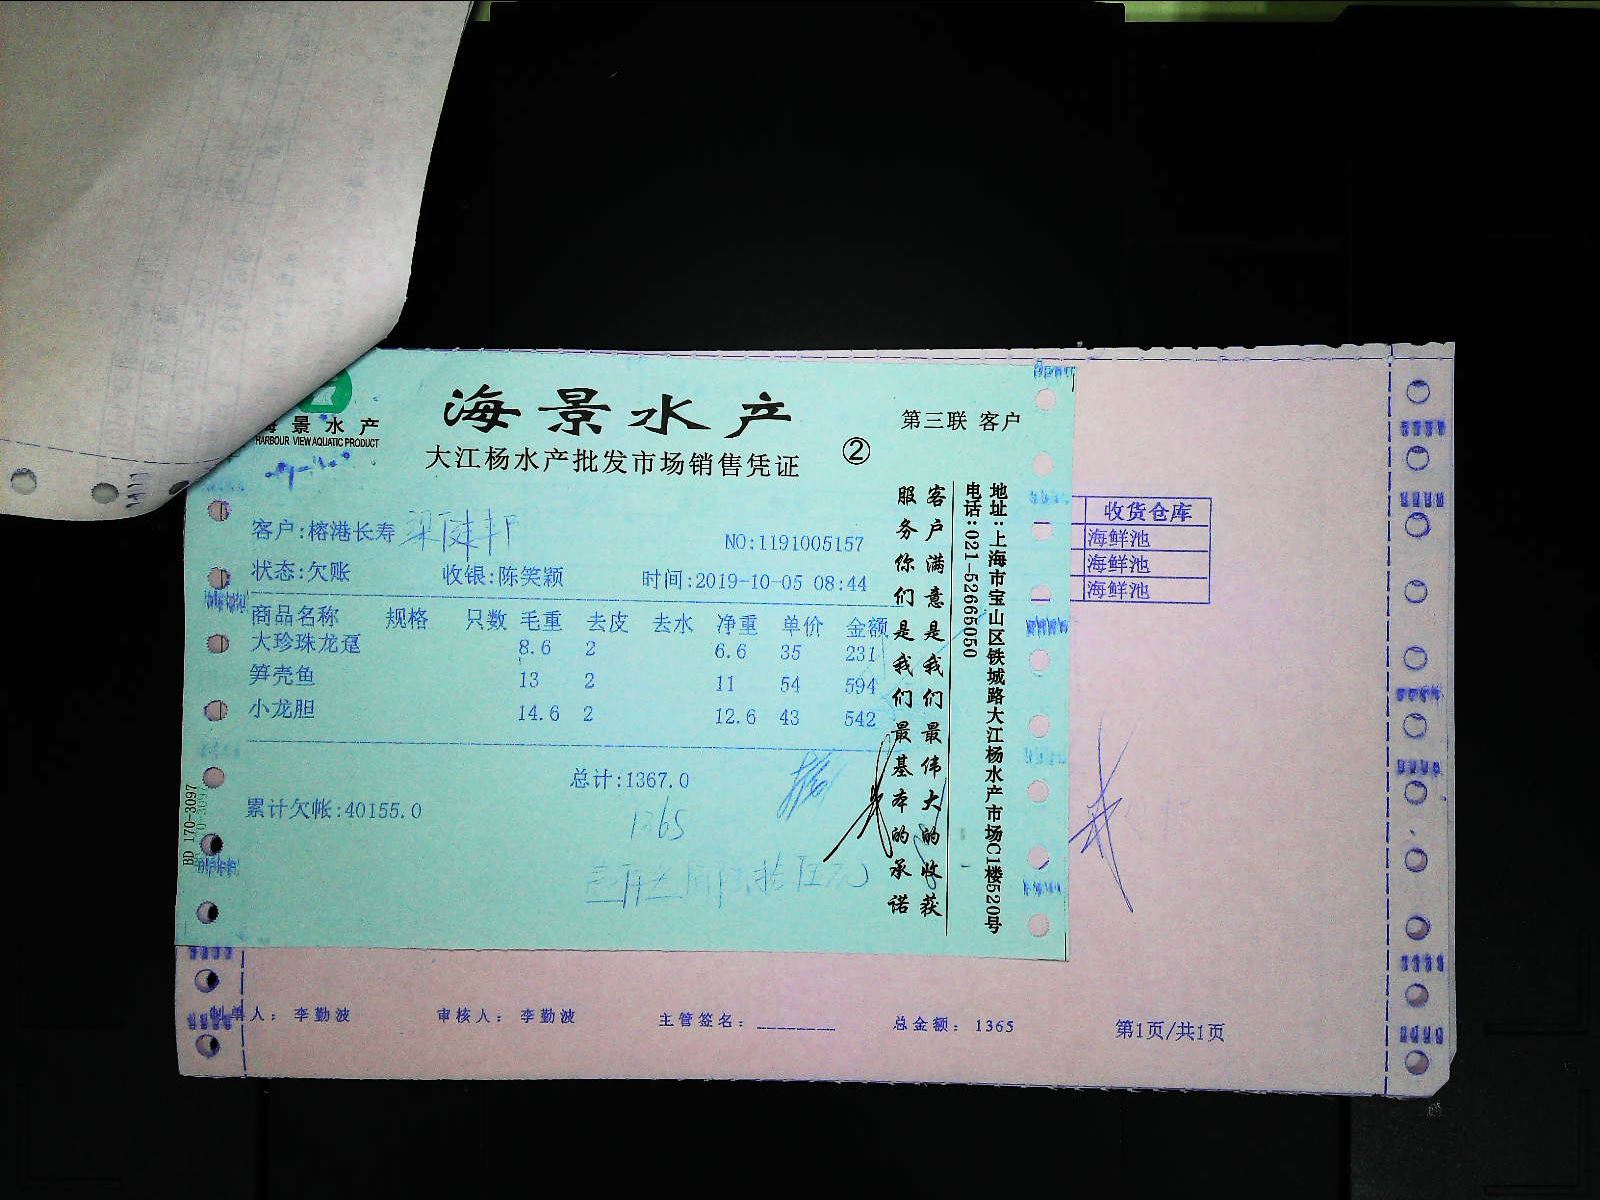 景水产
HARBOUR VIEW AQUATIC PRODUCT
海景水产
大江杨水产批发市场销售凭证
②
第三联 客户
客户:榕港长寿
NO:1191005157
状态:欠账 收银:陈笑颖 时间:2019-10-05 08:44
商品名称 规格 只数 毛重 去皮 去水 净重 单价 金额
大珍珠龙趸 8.6 2 6.6 35 231
笋壳鱼 13 2 11 54 594
小龙胆 14.6 2 12.6 43 542
总计:1367.0
累计欠帐:40155.0
1365
客户满意是我们最伟大的收获
服务你们是我们最基本的承诺
地址:上海市宝山区铁城路大江杨水产市场C1楼520号
电话:021-52665050
BD 170-3097
收货仓库
海鲜池
海鲜池
海鲜池
制单人: 李勤波 审核人: 李勤波 主管签名: 总金额: 1365 第1页/共1页